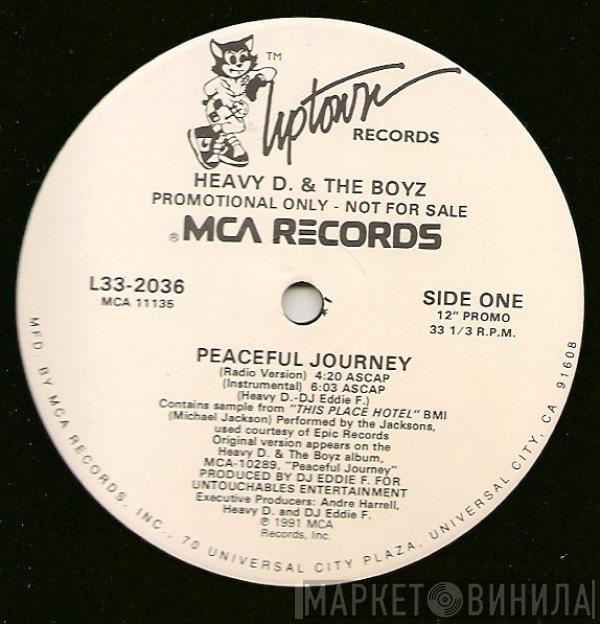 TM
Uptown
RECORDS
HEAVY D. & THE BOYZ
PROMOTIONAL ONLY - NOT FOR SALE
® MCA RECORDS
L33-2036
MCA 11135
SIDE ONE
12" PROMO
33 1/3 R.P.M.
PEACEFUL JOURNEY
(Radio Version) 4:20 ASCAP
(Instrumental) 6:03 ASCAP
(Heavy D.-DJ Eddie F.)
Contains sample from "THIS PLACE HOTEL" BMI
(Michael Jackson) Performed by the Jacksons,
used courtesy of Epic Records
Original version appears on the
Heavy D. & The Boyz album,
MCA-10289, "Peaceful Journey"
PRODUCED BY DJ EDDIE F. FOR
UNTOUCHABLES ENTERTAINMENT
Executive Producers: Andre Harrell,
Heavy D. and DJ Eddie F.
℗ 1991 MCA
Records, Inc.
MFD. BY MCA RECORDS, INC., 70 UNIVERSAL CITY PLAZA, UNIVERSAL CITY, CA 91608
МАРКЕТ ВИНИЛА